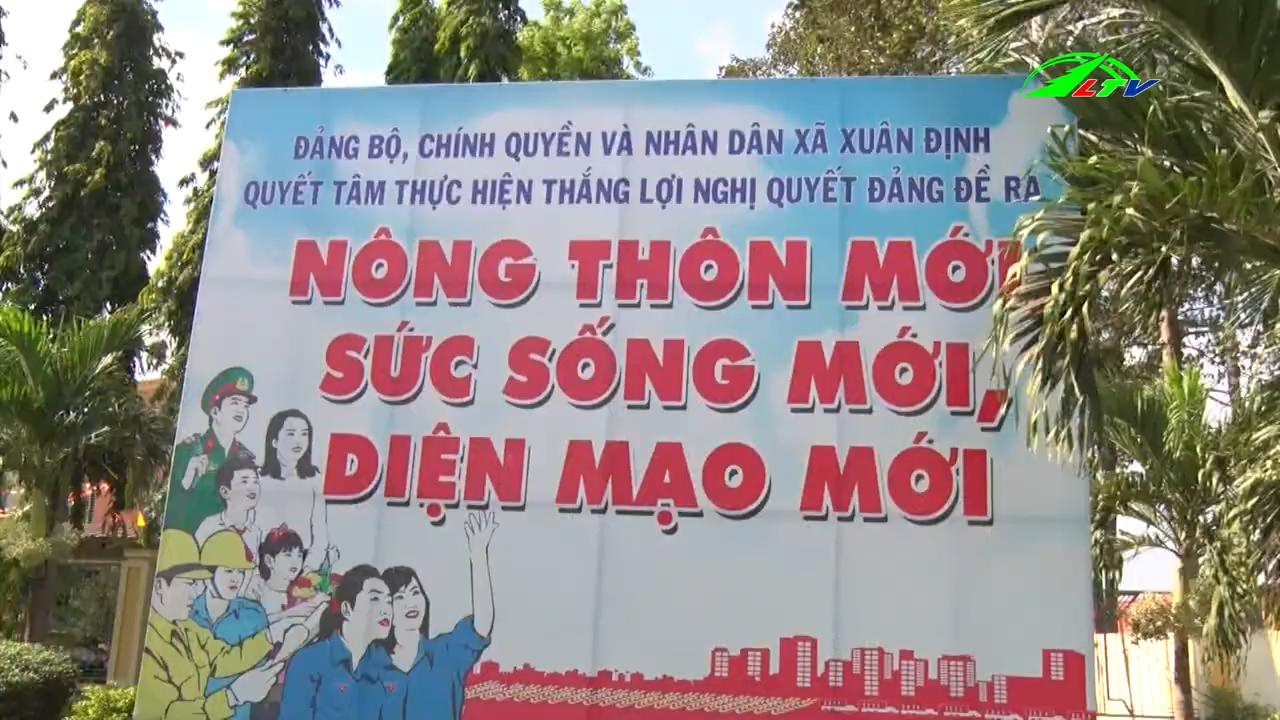 LTV
ĐẢNG BỘ, CHÍNH QUYỀN VÀ NHÂN DÂN XÃ XUÂN ĐỊNH
QUYẾT TÂM THỰC HIỆN THẮNG LỢI NGHỊ QUYẾT ĐẢNG ĐỀ RA
NÔNG THÔN MỚI
SỨC SỐNG MỚI,
DIỆN MẠO MỚI